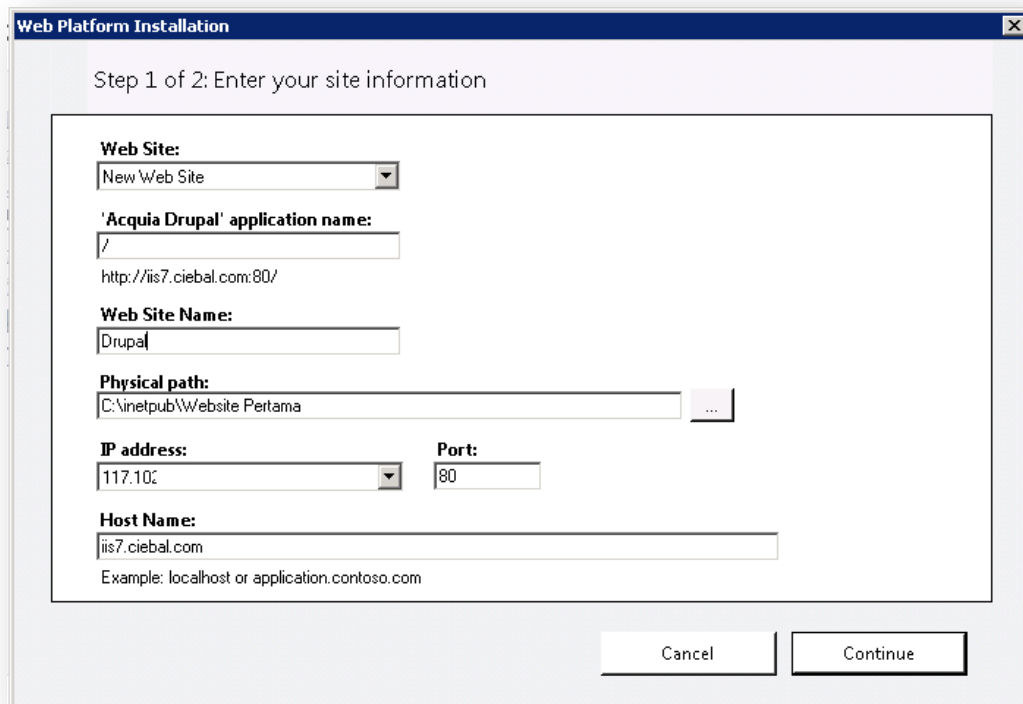 Web Platform Installation
Step 1 of 2: Enter your site information
Web Site:
New Web Site
'Acquia Drupal' application name:
/
http://iis7.ciebal.com:80/
Web Site Name:
Drupal
Physical path:
C:\inetpub\Website Pertama
...
IP address: Port:
117.102 80
Host Name:
iis7.ciebal.com
Example: localhost or application.contoso.com
Cancel Continue